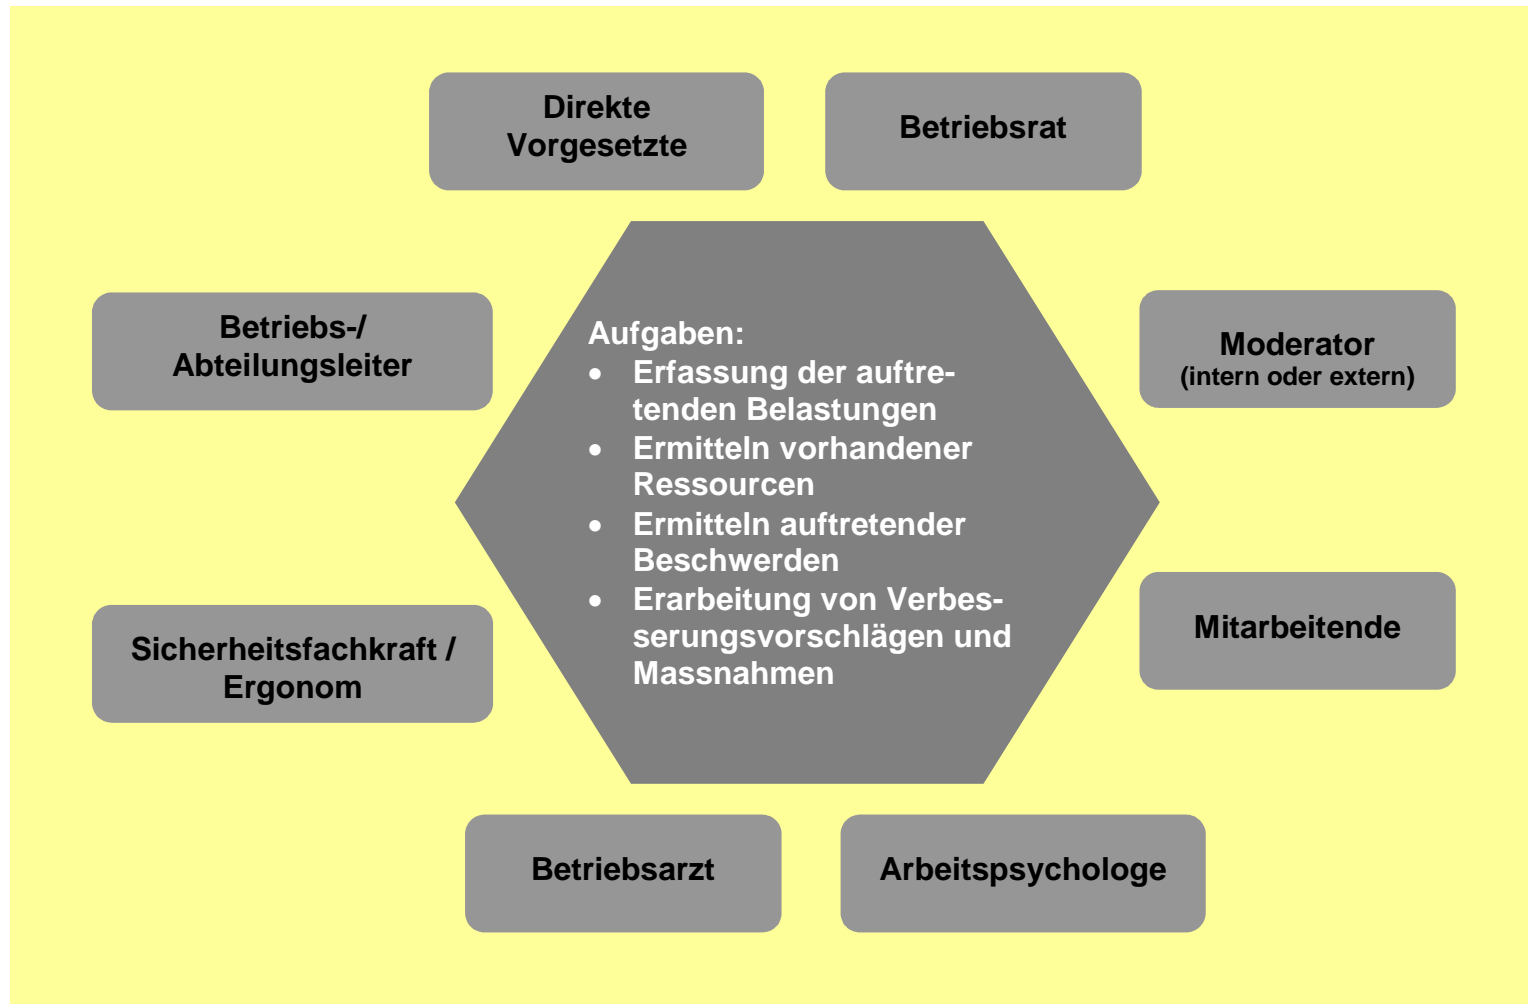 Direkte
Vorgesetzte
Betriebsrat
Betriebs-/
Abteilungsleiter
Moderator
(intern oder extern)
Aufgaben:
• Erfassung der auftre-
tenden Belastungen
• Ermitteln vorhandener
Ressourcen
• Ermitteln auftretender
Beschwerden
• Erarbeitung von Verbes-
serungsvorschlägen und
Massnahmen
Sicherheitsfachkraft /
Ergonom
Mitarbeitende
Betriebsarzt
Arbeitspsychologe